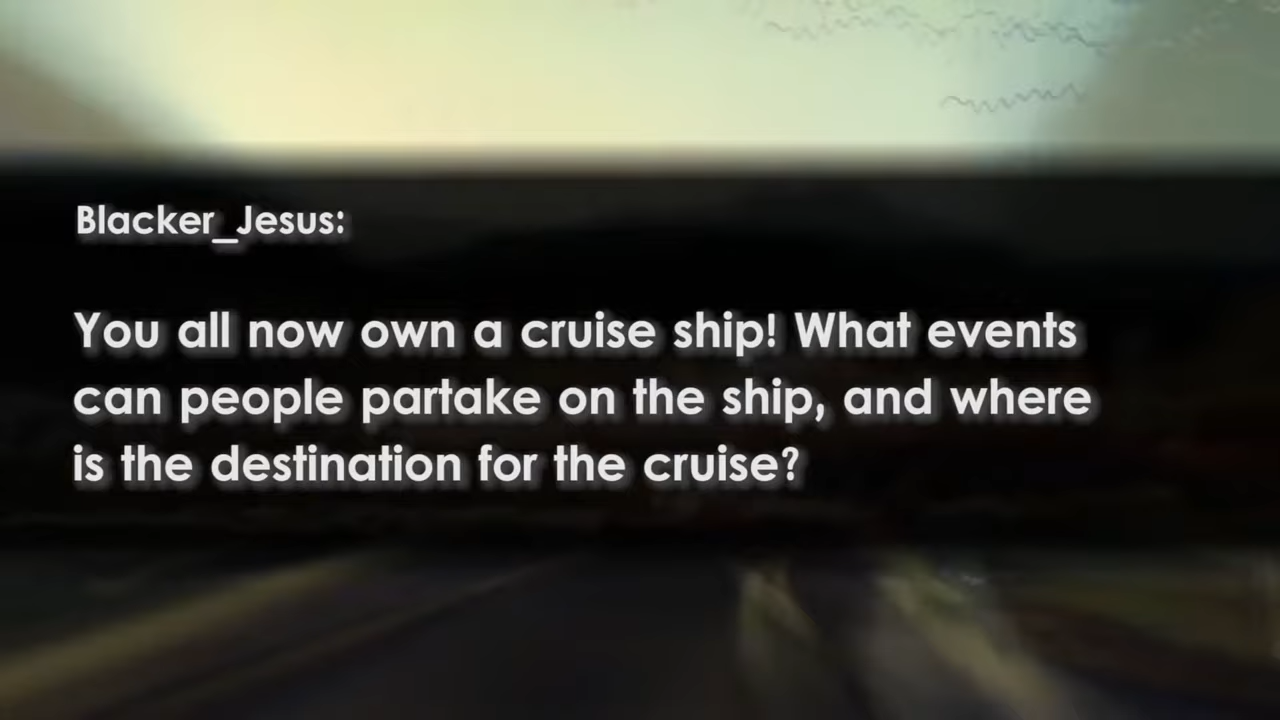 Blacker_Jesus:
You all now own a cruise ship! What events
can people partake on the ship, and where
is the destination for the cruise?